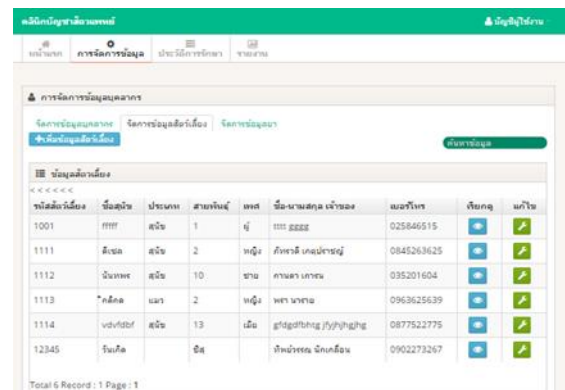 คลินิกบัญชาสัตวแพทย์ บัญชีผู้ใช้งาน
หน้าแรก การจัดการข้อมูล ประวัติการรักษา รายงาน
การจัดการข้อมูลบุคลากร
จัดการข้อมูลบุคลากร จัดการข้อมูลสัตว์เลี้ยง จัดการข้อมูลยา
เพิ่มข้อมูลสัตว์เลี้ยง ค้นหาข้อมูล
ข้อมูลสัตว์เลี้ยง
< < < < < <
รหัสสัตว์เลี้ยง ชื่อสุนัข ประเภท สายพันธุ์ เพศ ชื่อ-นามสกุล เจ้าของ เบอร์โทร เรียกดู แก้ไข
1001 ffff สุนัข 1 ผู้ 025846515
1111 ดีเซล สุนัข 2 หญิง 0845263625
1112 สุนัข 10 ชาย 035201604
1113 แมว 2 หญิง 0963625639
1114 vdvfdbf สุนัข 13 เมีย gfdgdfbhtg jfyjhjhgjhg 0877522775
12345 วันเกิด 0902273267
Total 6 Record : 1 Page : 1